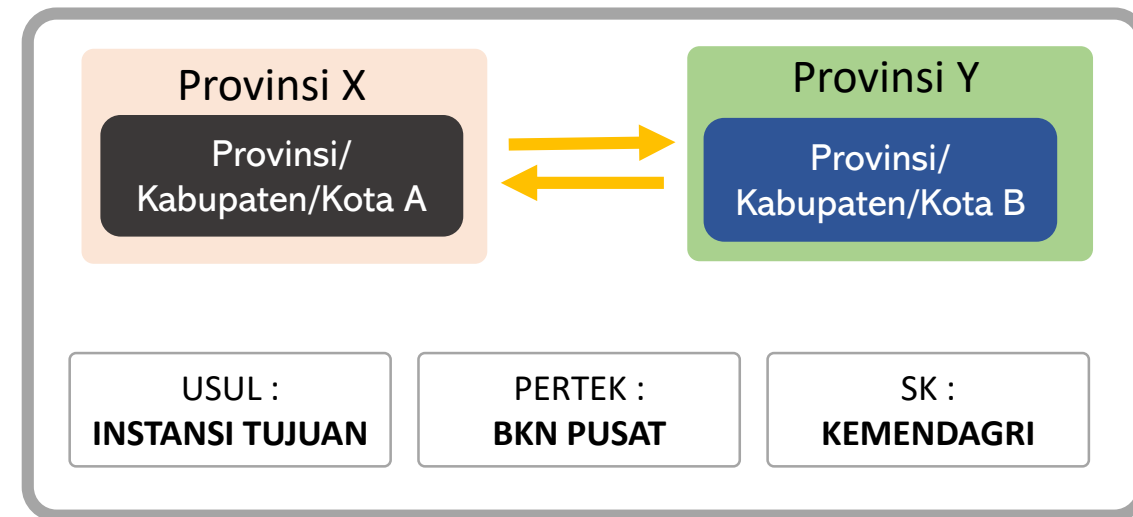 Provinsi X
Provinsi/
Kabupaten/Kota A
Provinsi Y
Provinsi/
Kabupaten/Kota B
USUL :
INSTANSI TUJUAN
PERTEK :
BKN PUSAT
SK :
KEMENDAGRI